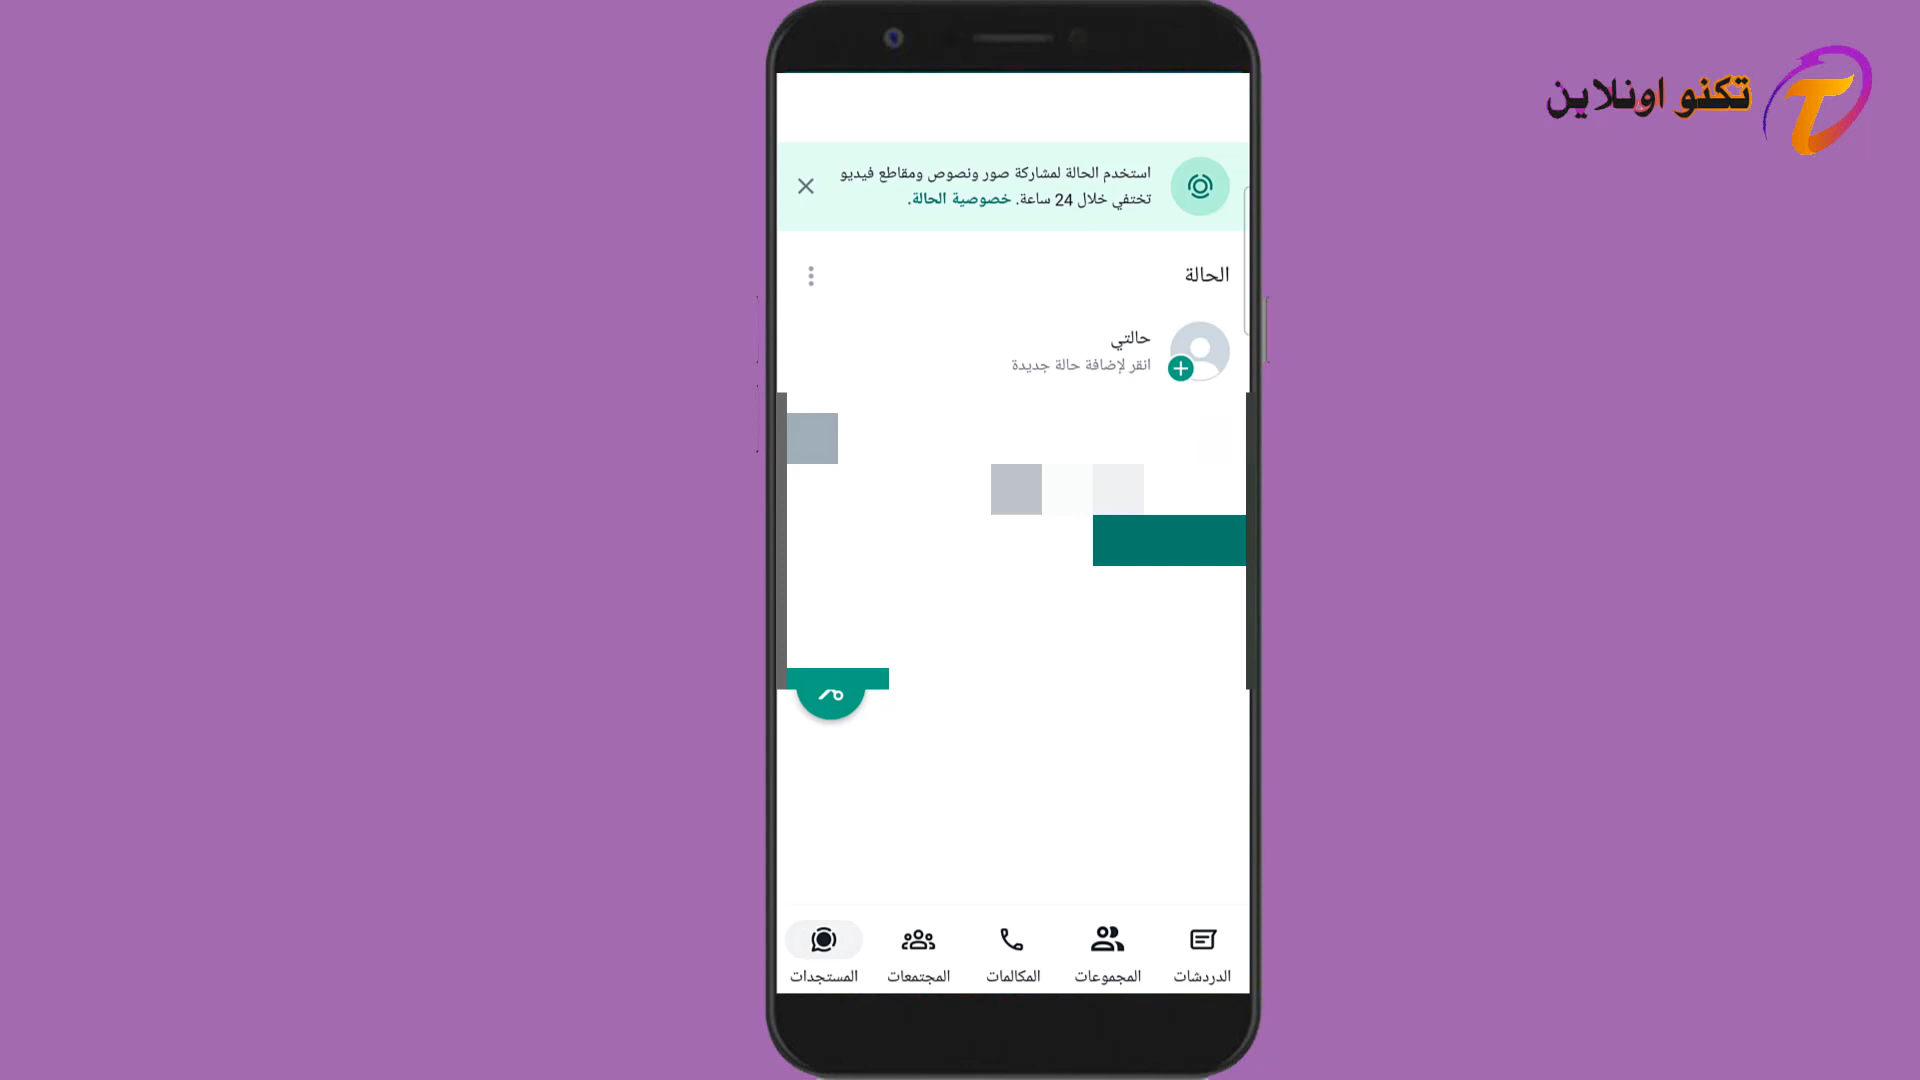 تكنو اونلاين
استخدم الحالة لمشاركة صور ونصوص ومقاطع فيديو
تختفي خلال 24 ساعة. خصوصية الحالة.
الحالة
حالتي
انقر لإضافة حالة جديدة
الدردشات
المجموعات
المكالمات
المجتمعات
المستجدات